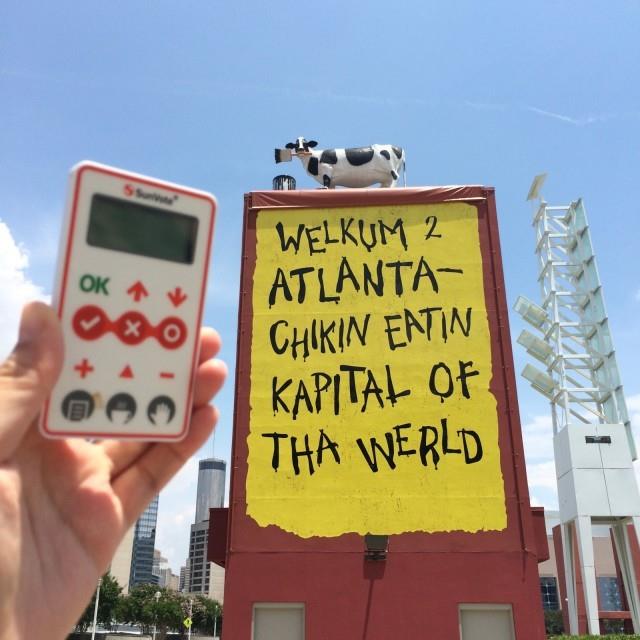 SunVote
OK
WELKUM 2
ATLANTA-
CHIKIN EATIN
KAPITAL OF
THA WERLD